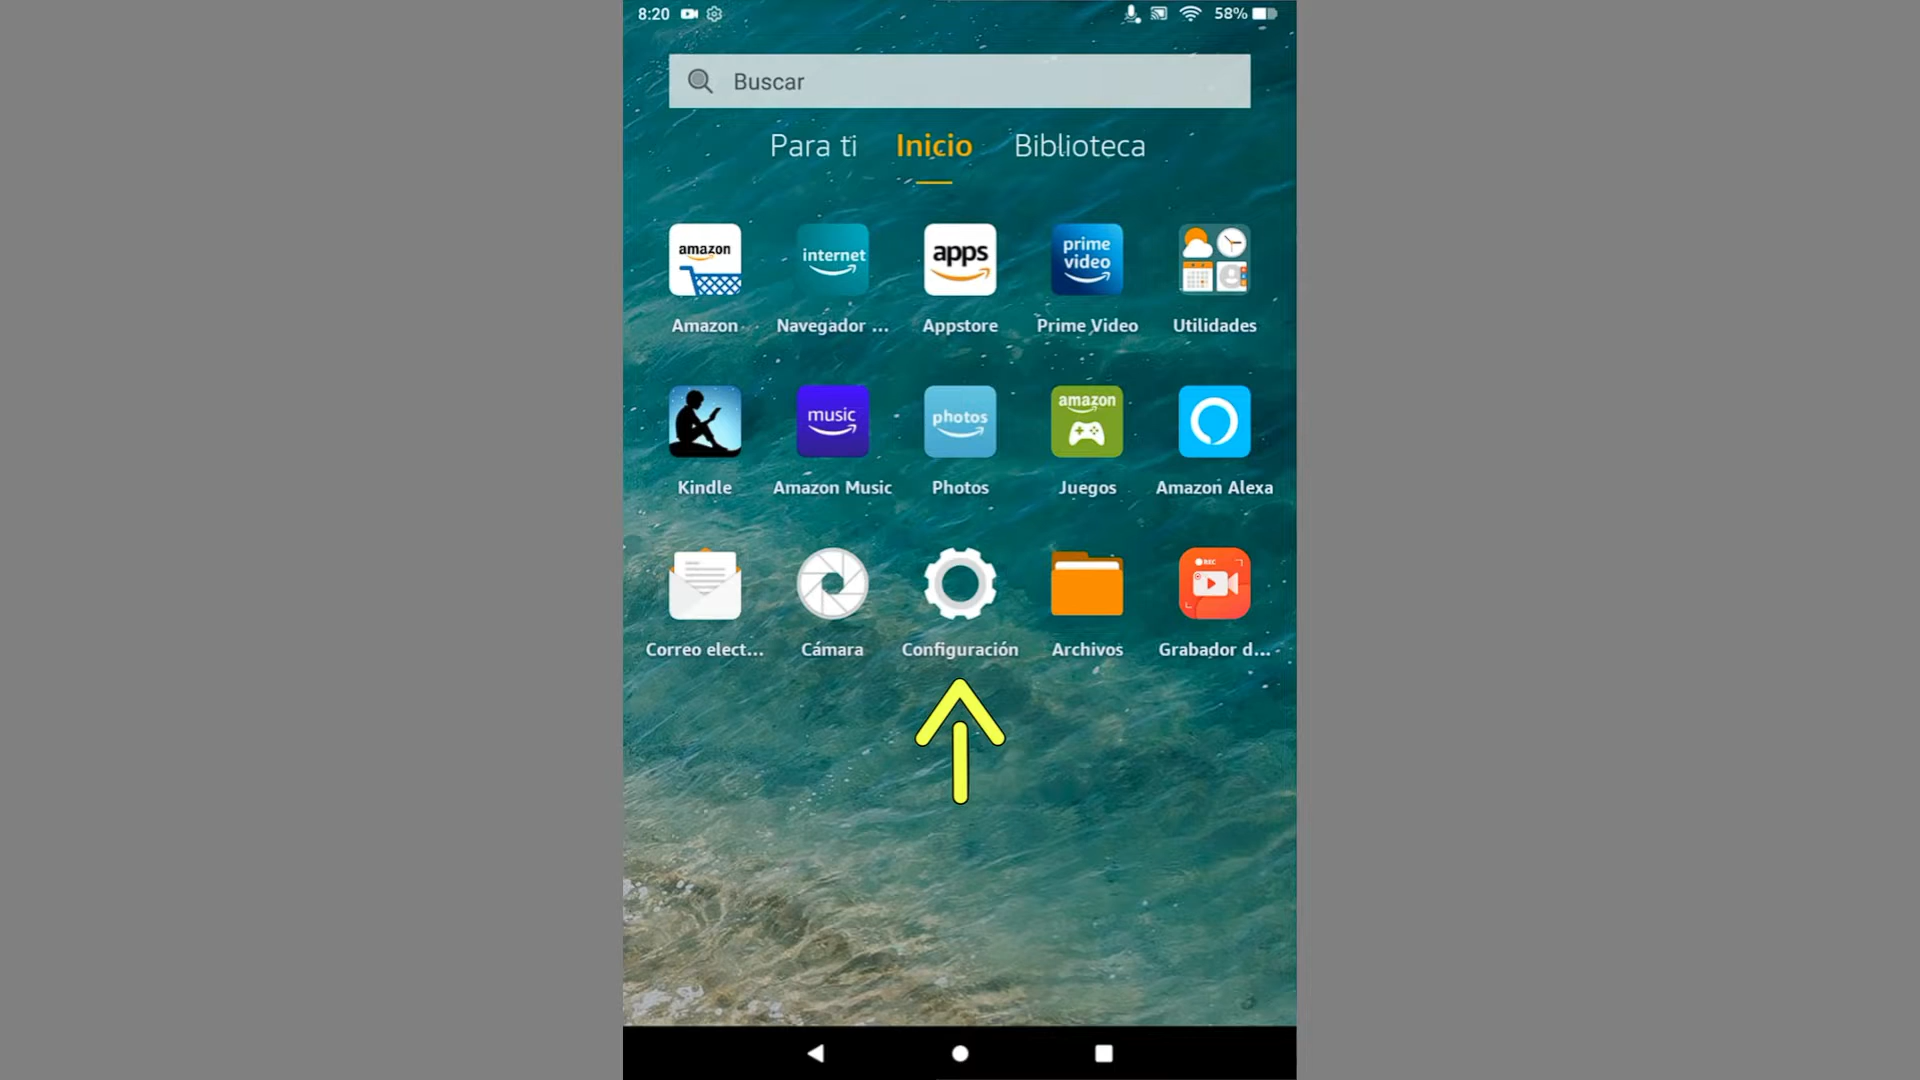 8:20
58%
Buscar
Para ti Inicio Biblioteca
amazon internet apps prime video
Amazon Navegador ... Appstore Prime Video Utilidades
music photos amazon
Kindle Amazon Music Photos Juegos Amazon Alexa
REC
Correo elect... Cámara Configuración Archivos Grabador d...